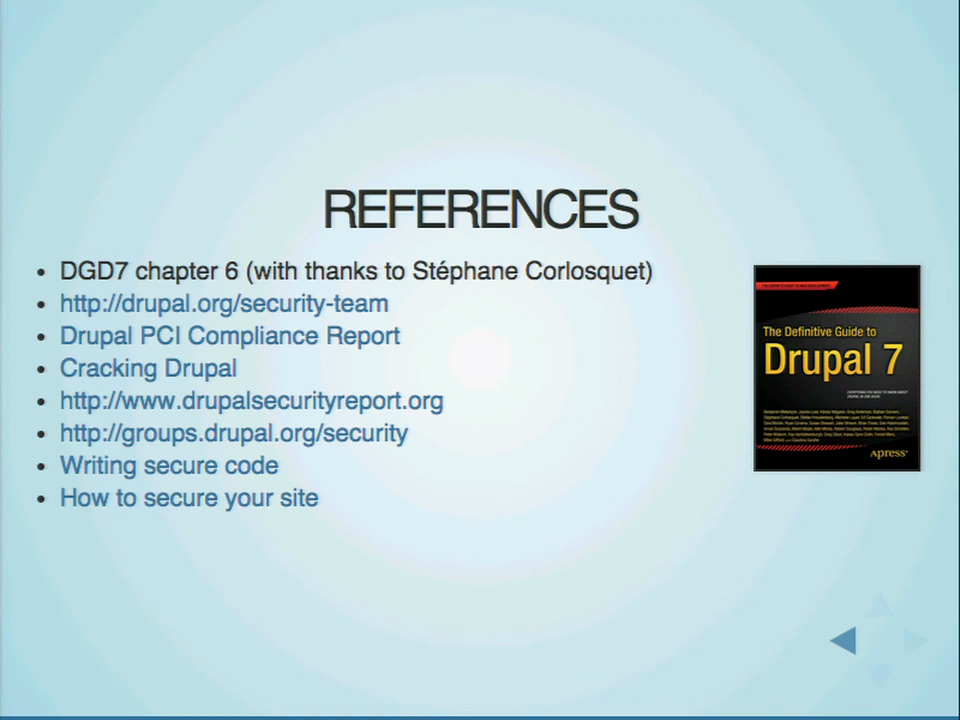 REFERENCES
DGD7 chapter 6 (with thanks to Stéphane Corlosquet)
http://drupal.org/security-team
Drupal PCI Compliance Report
Cracking Drupal
http://www.drupalsecurityreport.org
http://groups.drupal.org/security
Writing secure code
How to secure your site
The Definitive Guide to
Drupal 7
Apress®